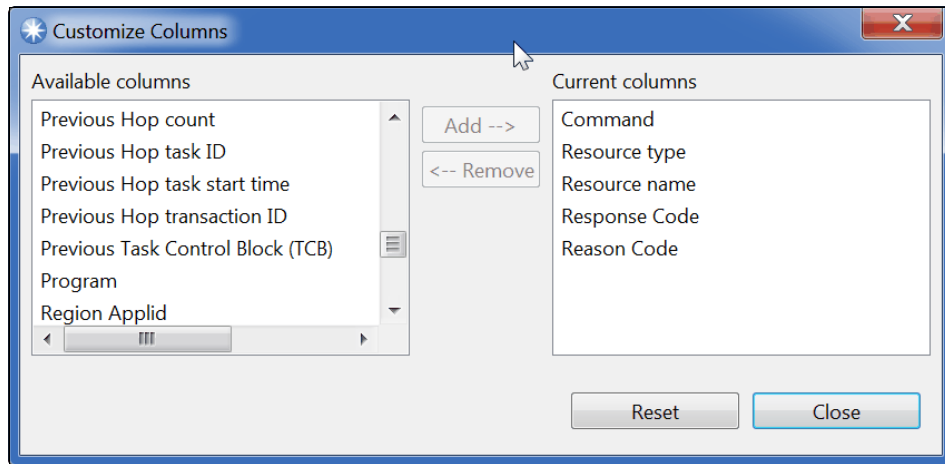 Customize Columns
Available columns
Previous Hop count
Previous Hop task ID
Previous Hop task start time
Previous Hop transaction ID
Previous Task Control Block (TCB)
Program
Region Applid
Add -->
<-- Remove
Current columns
Command
Resource type
Resource name
Response Code
Reason Code
Reset
Close